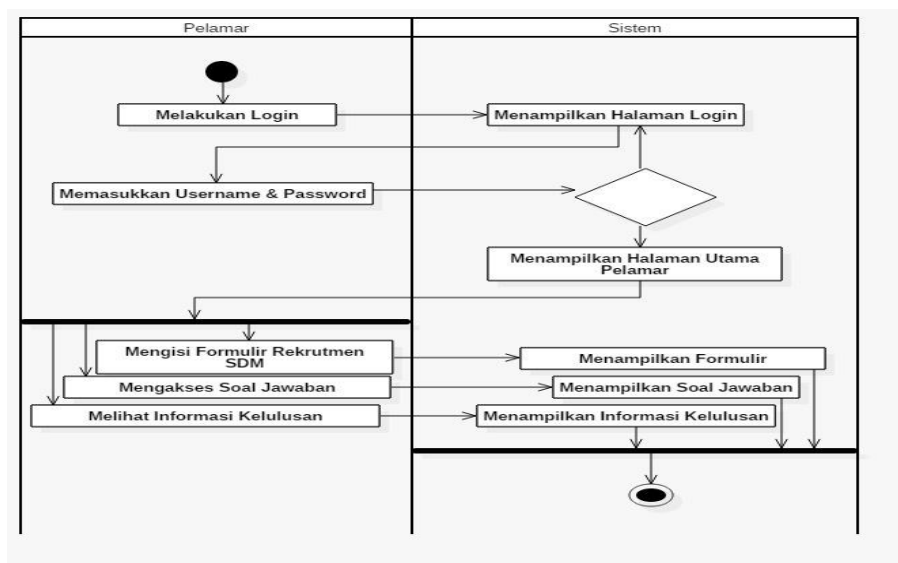 Pelamar
Sistem
Melakukan Login
Menampilkan Halaman Login
Memasukkan Username & Password
Menampilkan Halaman Utama
Pelamar
Mengisi Formulir Rekrutmen
SDM
Menampilkan Formulir
Mengakses Soal Jawaban
Menampilkan Soal Jawaban
Melihat Informasi Kelulusan
Menampilkan Informasi Kelulusan